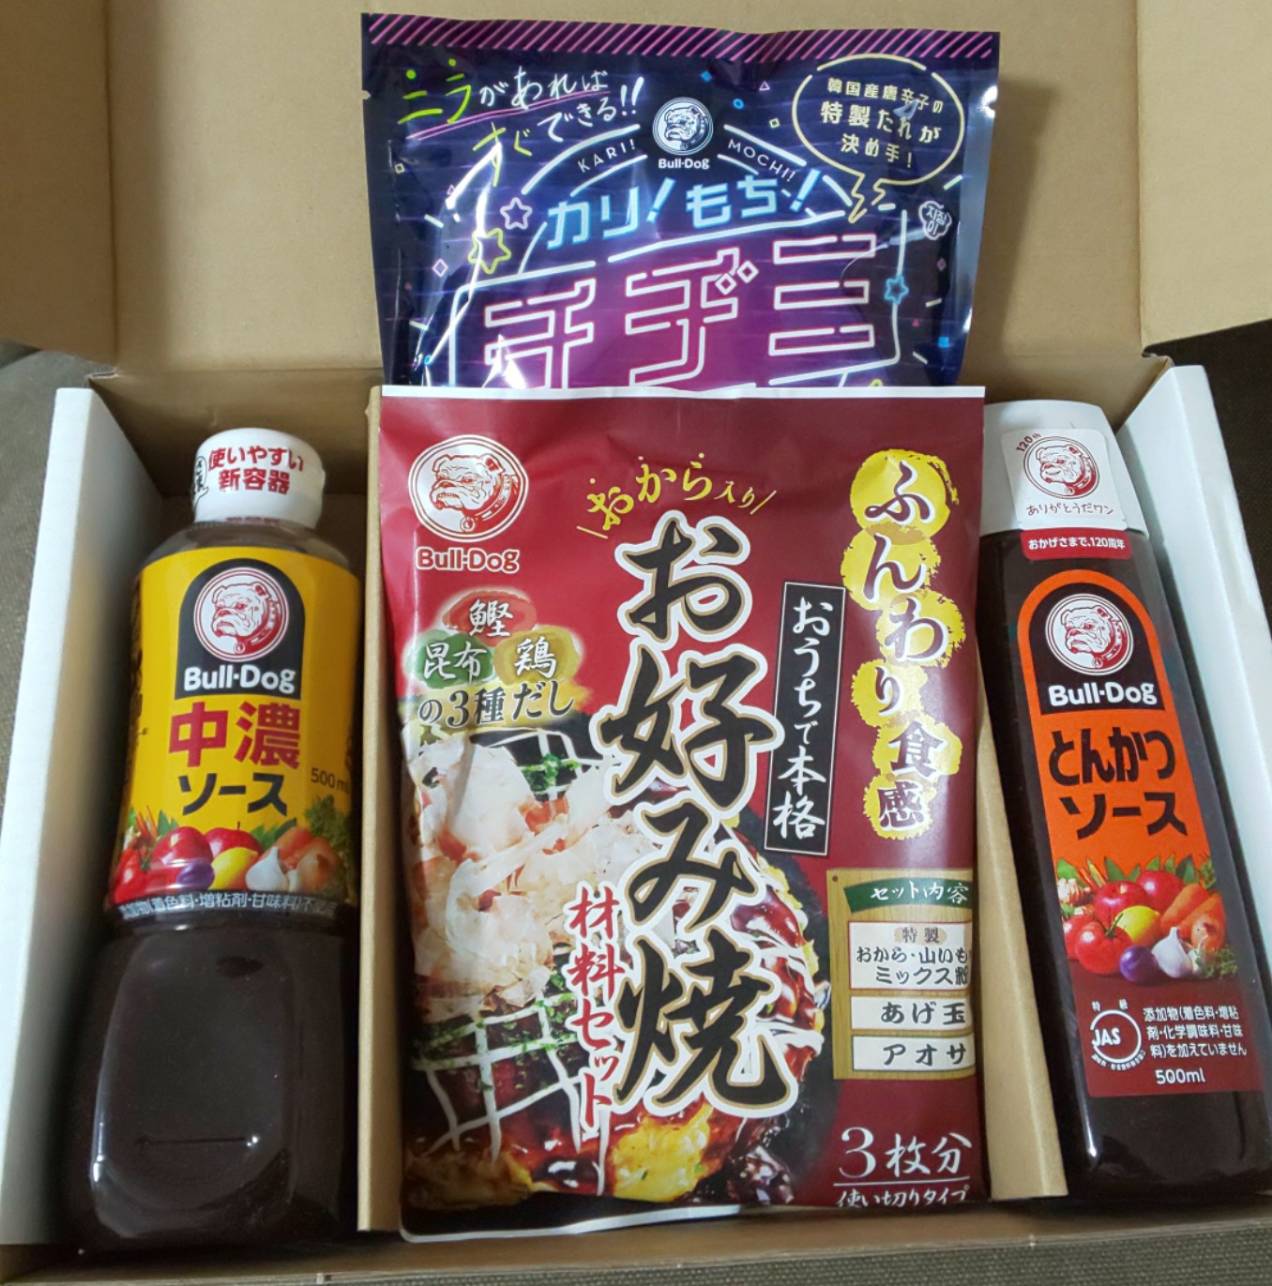 ニラがあれば
すぐできる!!
Bull-Dog
KARI!
MOCHI!
韓国産唐辛子の
特製たれが
決め手!
カリ!もち!
チヂミ
使いやすい
新容器
Bull-Dog
中濃
ソース
500ml
Bull-Dog
おから入り
お好み焼
材料セット
鰹
昆布
鶏
の3種だし
おうちで本格
ふんわり食感
セット内容
特製
おから・山いも
ミックス粉
あげ玉
アオサ
3枚分
使い切りタイプ
120th
ありがとうだワン
おかげさまで、120周年
Bull-Dog
とんかつ
ソース
特級
JAS
添加物(着色料・増粘
剤・化学調味料・甘味
料)を加えていません
500ml